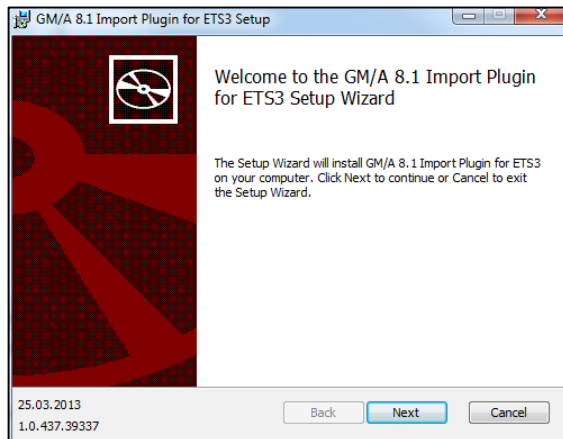 GM/A 8.1 Import Plugin for ETS3 Setup
Welcome to the GM/A 8.1 Import Plugin
for ETS3 Setup Wizard
The Setup Wizard will install GM/A 8.1 Import Plugin for ETS3
on your computer. Click Next to continue or Cancel to exit
the Setup Wizard.
25.03.2013
1.0.437.39337
Back
Next
Cancel